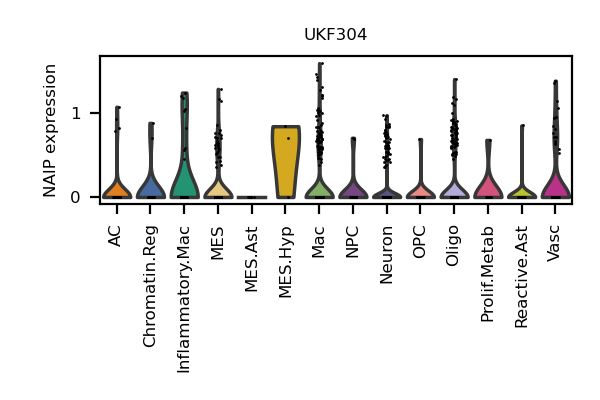 UKF304
NAIP expression
1
0
AC
Chromatin.Reg
Inflammatory.Mac
MES
MES.Ast
MES.Hyp
Mac
NPC
Neuron
OPC
Oligo
Prolif.Metab
Reactive.Ast
Vasc